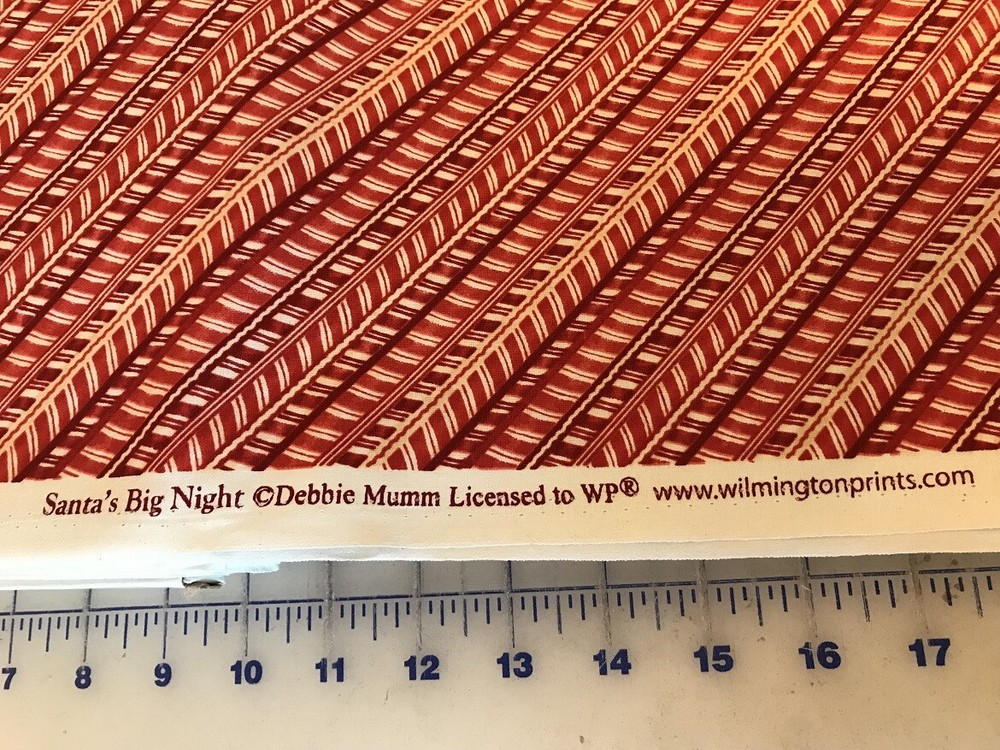 Santa's Big Night ©Debbie Mumm Licensed to WP® www.wilmingtonprints.com
7 8 9 10 11 12 13 14 15 16 17